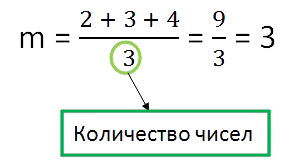 m = (2 + 3 + 4)/3 = 9/3 = 3
Количество чисел